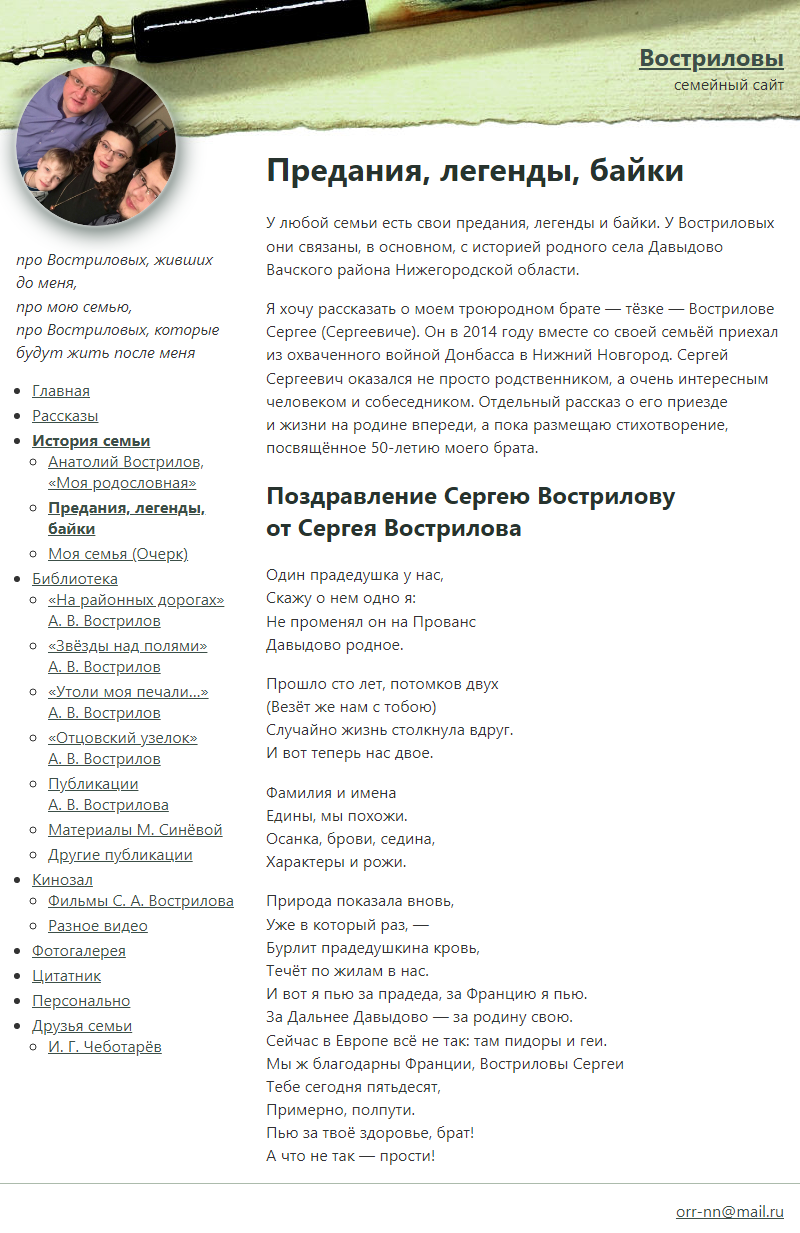 Востриловы
семейный сайт
про Востриловых, живших
до меня,
про мою семью,
про Востриловых, которые
будут жить после меня
Главная
Рассказы
История семьи
Анатолий Вострилов,
«Моя родословная»
Предания, легенды,
байки
Моя семья (Очерк)
Библиотека
«На районных дорогах»
А. В. Вострилов
«Звёзды над полями»
А. В. Вострилов
«Утоли моя печали...»
А. В. Вострилов
«Отцовский узелок»
А. В. Вострилов
Публикации
А. В. Вострилова
Материалы М. Синёвой
Другие публикации
Кинозал
Фильмы С. А. Вострилова
Разное видео
Фотогалерея
Цитатник
Персонально
Друзья семьи
И. Г. Чеботарёв
Предания, легенды, байки
У любой семьи есть свои предания, легенды и байки. У Востриловых
они связаны, в основном, с историей родного села Давыдово
Вачского района Нижегородской области.
Я хочу рассказать о моем троюродном брате — тёзке — Вострилове
Сергее (Сергеевиче). Он в 2014 году вместе со своей семьёй приехал
из охваченного войной Донбасса в Нижний Новгород. Сергей
Сергеевич оказался не просто родственником, а очень интересным
человеком и собеседником. Отдельный рассказ о его приезде
и жизни на родине впереди, а пока размещаю стихотворение,
посвящённое 50-летию моего брата.
Поздравление Сергею Вострилову
от Сергея Вострилова
Один прадедушка у нас,
Скажу о нем одно я:
Не променял он на Прованс
Давыдово родное.
Прошло сто лет, потомков двух
(Везёт же нам с тобою)
Случайно жизнь столкнула вдруг.
И вот теперь нас двое.
Фамилия и имена
Едины, мы похожи.
Осанка, брови, седина,
Характеры и рожи.
Природа показала вновь,
Уже в который раз, —
Бурлит прадедушкина кровь,
Течёт по жилам в нас.
И вот я пью за прадеда, за Францию я пью.
За Дальнее Давыдово — за родину свою.
Сейчас в Европе всё не так: там пидоры и геи.
Мы ж благодарны Франции, Востриловы Сергеи
Тебе сегодня пятьдесят,
Примерно, полпути.
Пью за твоё здоровье, брат!
А что не так — прости!
orr-nn@mail.ru